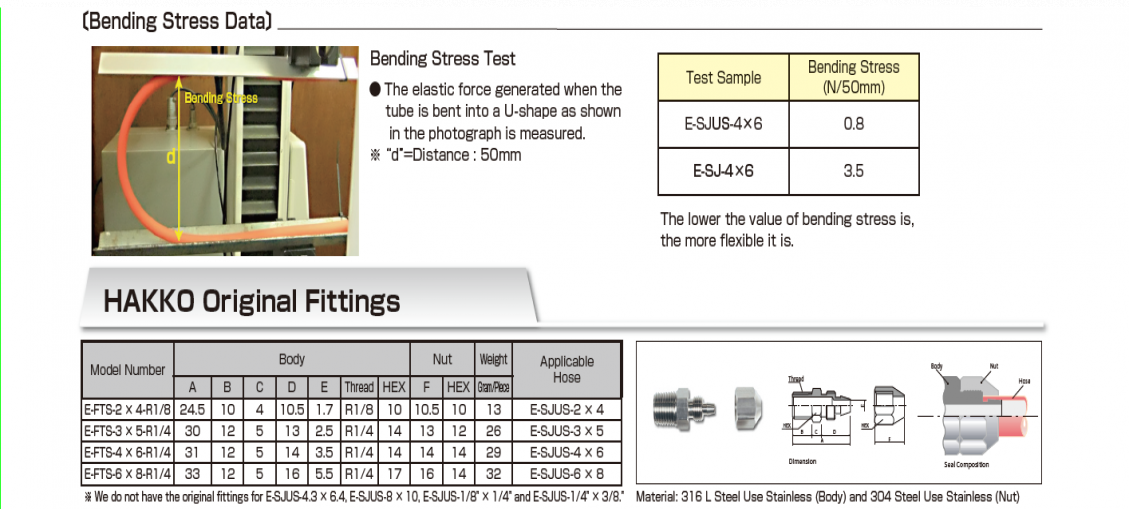 〔Bending Stress Data〕
Bending Stress
d
Bending Stress Test
● The elastic force generated when the
tube is bent into a U-shape as shown
in the photograph is measured.
※ "d"=Distance : 50mm
Test Sample Bending Stress
(N/50mm)
E-SJUS-4×6 0.8
E-SJ-4×6 3.5
The lower the value of bending stress is,
the more flexible it is.
HAKKO Original Fittings
Model Number Body Nut Weight Applicable
Hose
A B C D E Thread HEX F HEX Gram/Piece
E-FTS-2 × 4-R1/8 24.5 10 4 10.5 1.7 R1/8 10 10.5 10 13 E-SJUS-2 × 4
E-FTS-3 × 5-R1/4 30 12 5 13 2.5 R1/4 14 13 12 26 E-SJUS-3 × 5
E-FTS-4 × 6-R1/4 31 12 5 14 3.5 R1/4 14 14 14 29 E-SJUS-4 × 6
E-FTS-6 × 8-R1/4 33 12 5 16 5.5 R1/4 17 16 14 32 E-SJUS-6 × 8
※ We do not have the original fittings for E-SJUS-4.3 × 6.4, E-SJUS-8 × 10, E-SJUS-1/8" × 1/4" and E-SJUS-1/4" × 3/8."
Thread
HEX
B C D
A
E
HEX
F
Dimension
Body Nut
Hose
Seal Composition
Material: 316 L Steel Use Stainless (Body) and 304 Steel Use Stainless (Nut)